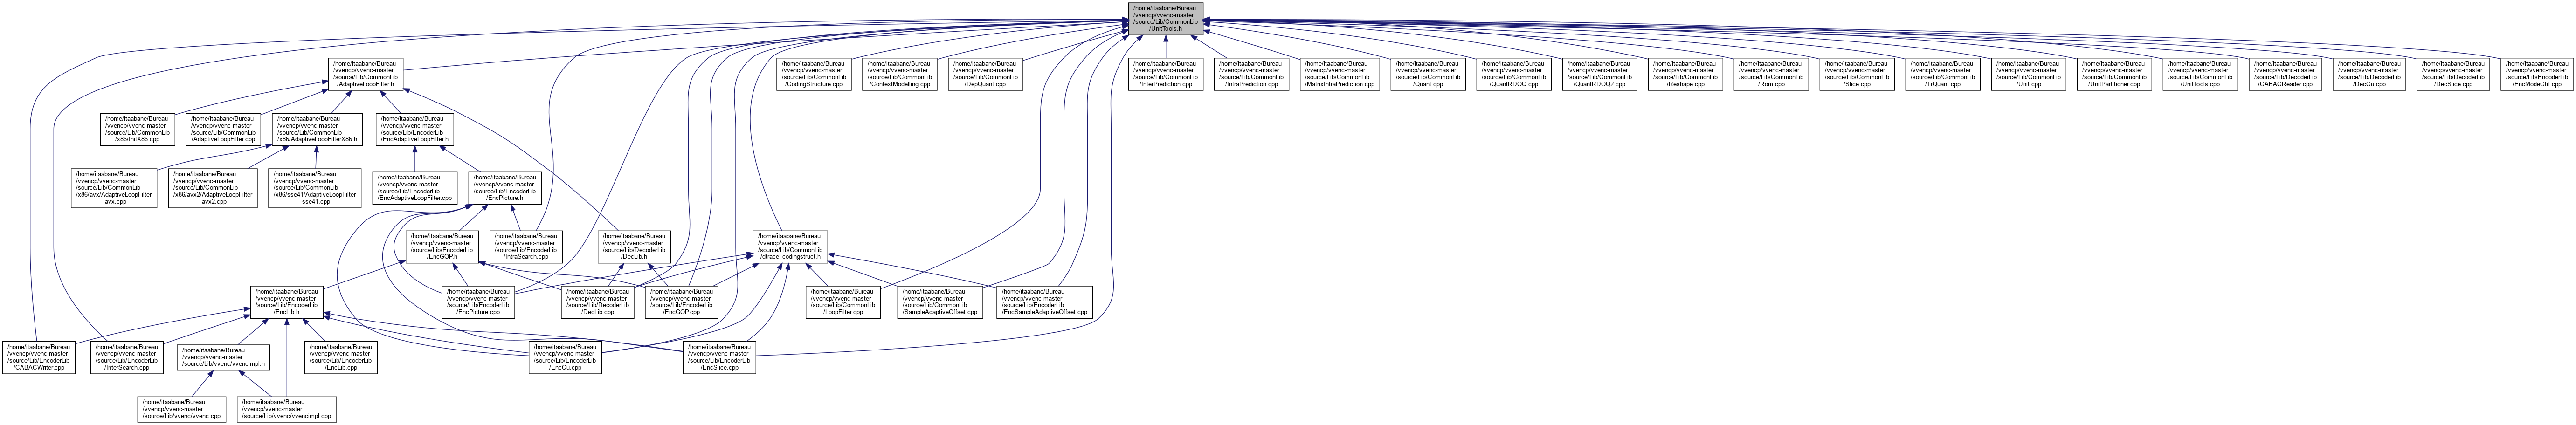 /home/itaabane/Bureau
/vvencp/vvenc-master
/source/Lib/CommonLib
/UnitTools.h
/home/itaabane/Bureau
/vvencp/vvenc-master
/source/Lib/CommonLib
/AdaptiveLoopFilter.h
/home/itaabane/Bureau
/vvencp/vvenc-master
/source/Lib/CommonLib
/CodingStructure.cpp
/home/itaabane/Bureau
/vvencp/vvenc-master
/source/Lib/CommonLib
/ContextModelling.cpp
/home/itaabane/Bureau
/vvencp/vvenc-master
/source/Lib/CommonLib
/DepQuant.cpp
/home/itaabane/Bureau
/vvencp/vvenc-master
/source/Lib/CommonLib
/InterPrediction.cpp
/home/itaabane/Bureau
/vvencp/vvenc-master
/source/Lib/CommonLib
/IntraPrediction.cpp
/home/itaabane/Bureau
/vvencp/vvenc-master
/source/Lib/CommonLib
/MatrixIntraPrediction.cpp
/home/itaabane/Bureau
/vvencp/vvenc-master
/source/Lib/CommonLib
/Quant.cpp
/home/itaabane/Bureau
/vvencp/vvenc-master
/source/Lib/CommonLib
/QuantRDOQ.cpp
/home/itaabane/Bureau
/vvencp/vvenc-master
/source/Lib/CommonLib
/QuantRDOQ2.cpp
/home/itaabane/Bureau
/vvencp/vvenc-master
/source/Lib/CommonLib
/Reshape.cpp
/home/itaabane/Bureau
/vvencp/vvenc-master
/source/Lib/CommonLib
/Rom.cpp
/home/itaabane/Bureau
/vvencp/vvenc-master
/source/Lib/CommonLib
/Slice.cpp
/home/itaabane/Bureau
/vvencp/vvenc-master
/source/Lib/CommonLib
/TrQuant.cpp
/home/itaabane/Bureau
/vvencp/vvenc-master
/source/Lib/CommonLib
/Unit.cpp
/home/itaabane/Bureau
/vvencp/vvenc-master
/source/Lib/CommonLib
/UnitPartitioner.cpp
/home/itaabane/Bureau
/vvencp/vvenc-master
/source/Lib/CommonLib
/UnitTools.cpp
/home/itaabane/Bureau
/vvencp/vvenc-master
/source/Lib/DecoderLib
/CABACReader.cpp
/home/itaabane/Bureau
/vvencp/vvenc-master
/source/Lib/DecoderLib
/DecCu.cpp
/home/itaabane/Bureau
/vvencp/vvenc-master
/source/Lib/DecoderLib
/DecSlice.cpp
/home/itaabane/Bureau
/vvencp/vvenc-master
/source/Lib/EncoderLib
/EncModeCtrl.cpp
/home/itaabane/Bureau
/vvencp/vvenc-master
/source/Lib/CommonLib
/x86/InitX86.cpp
/home/itaabane/Bureau
/vvencp/vvenc-master
/source/Lib/CommonLib
/AdaptiveLoopFilter.cpp
/home/itaabane/Bureau
/vvencp/vvenc-master
/source/Lib/CommonLib
/x86/AdaptiveLoopFilterX86.h
/home/itaabane/Bureau
/vvencp/vvenc-master
/source/Lib/EncoderLib
/EncAdaptiveLoopFilter.h
/home/itaabane/Bureau
/vvencp/vvenc-master
/source/Lib/CommonLib
/x86/avx/AdaptiveLoopFilter
_avx.cpp
/home/itaabane/Bureau
/vvencp/vvenc-master
/source/Lib/CommonLib
/x86/avx2/AdaptiveLoopFilter
_avx2.cpp
/home/itaabane/Bureau
/vvencp/vvenc-master
/source/Lib/CommonLib
/x86/sse41/AdaptiveLoopFilter
_sse41.cpp
/home/itaabane/Bureau
/vvencp/vvenc-master
/source/Lib/EncoderLib
/EncAdaptiveLoopFilter.cpp
/home/itaabane/Bureau
/vvencp/vvenc-master
/source/Lib/EncoderLib
/EncPicture.h
/home/itaabane/Bureau
/vvencp/vvenc-master
/source/Lib/EncoderLib
/EncGOP.h
/home/itaabane/Bureau
/vvencp/vvenc-master
/source/Lib/EncoderLib
/IntraSearch.cpp
/home/itaabane/Bureau
/vvencp/vvenc-master
/source/Lib/DecoderLib
/DecLib.h
/home/itaabane/Bureau
/vvencp/vvenc-master
/source/Lib/CommonLib
/dtrace_codingstruct.h
/home/itaabane/Bureau
/vvencp/vvenc-master
/source/Lib/EncoderLib
/EncLib.h
/home/itaabane/Bureau
/vvencp/vvenc-master
/source/Lib/EncoderLib
/EncPicture.cpp
/home/itaabane/Bureau
/vvencp/vvenc-master
/source/Lib/DecoderLib
/DecLib.cpp
/home/itaabane/Bureau
/vvencp/vvenc-master
/source/Lib/EncoderLib
/EncGOP.cpp
/home/itaabane/Bureau
/vvencp/vvenc-master
/source/Lib/CommonLib
/LoopFilter.cpp
/home/itaabane/Bureau
/vvencp/vvenc-master
/source/Lib/CommonLib
/SampleAdaptiveOffset.cpp
/home/itaabane/Bureau
/vvencp/vvenc-master
/source/Lib/EncoderLib
/EncSampleAdaptiveOffset.cpp
/home/itaabane/Bureau
/vvencp/vvenc-master
/source/Lib/EncoderLib
/CABACWriter.cpp
/home/itaabane/Bureau
/vvencp/vvenc-master
/source/Lib/EncoderLib
/InterSearch.cpp
/home/itaabane/Bureau
/vvencp/vvenc-master
/source/Lib/vvenc/vvencimpl.h
/home/itaabane/Bureau
/vvencp/vvenc-master
/source/Lib/EncoderLib
/EncLib.cpp
/home/itaabane/Bureau
/vvencp/vvenc-master
/source/Lib/EncoderLib
/EncCu.cpp
/home/itaabane/Bureau
/vvencp/vvenc-master
/source/Lib/EncoderLib
/EncSlice.cpp
/home/itaabane/Bureau
/vvencp/vvenc-master
/source/Lib/vvenc/vvenc.cpp
/home/itaabane/Bureau
/vvencp/vvenc-master
/source/Lib/vvenc/vvencimpl.cpp